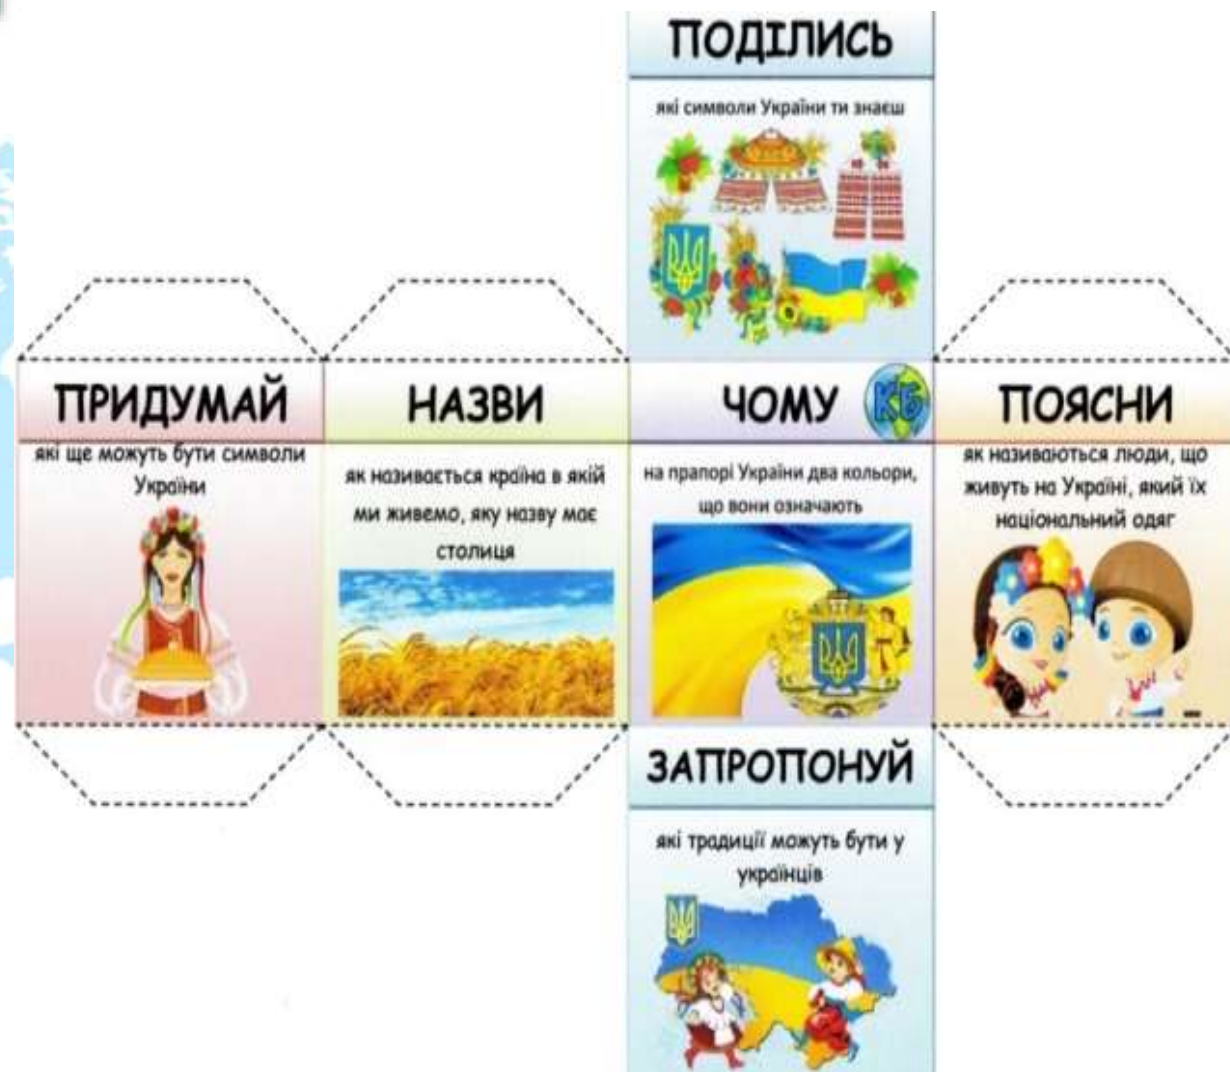 ПОДІЛИСЬ
які символи України ти знаєш
ПРИДУМАЙ
які ще можуть бути символи
України
НАЗВИ
як називається країна в якій
ми живемо, яку назву має
столиця
ЧОМУ
КБ
на прапорі України два кольори,
що вони означають
ПОЯСНИ
як називаються люди, що
живуть на Україні, який їх
національний одяг
ЗАПРОПОНУЙ
які традиції можуть бути у
українців